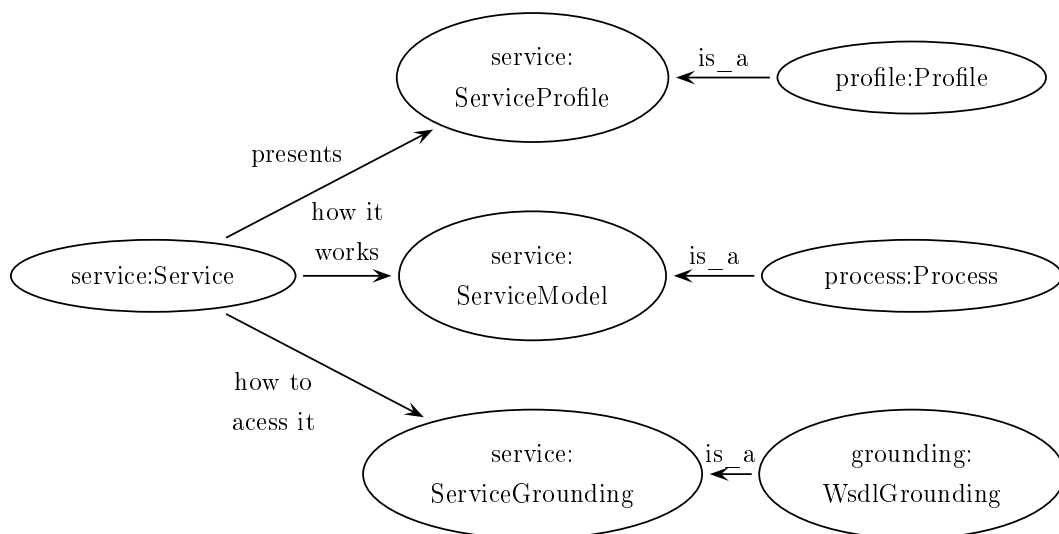 service:
ServiceProfile
is_a
profile:Profile
presents
how it
works
service:Service
service:
ServiceModel
is_a
process:Process
how to
acess it
service:
ServiceGrounding
is_a
grounding:
WsdlGrounding